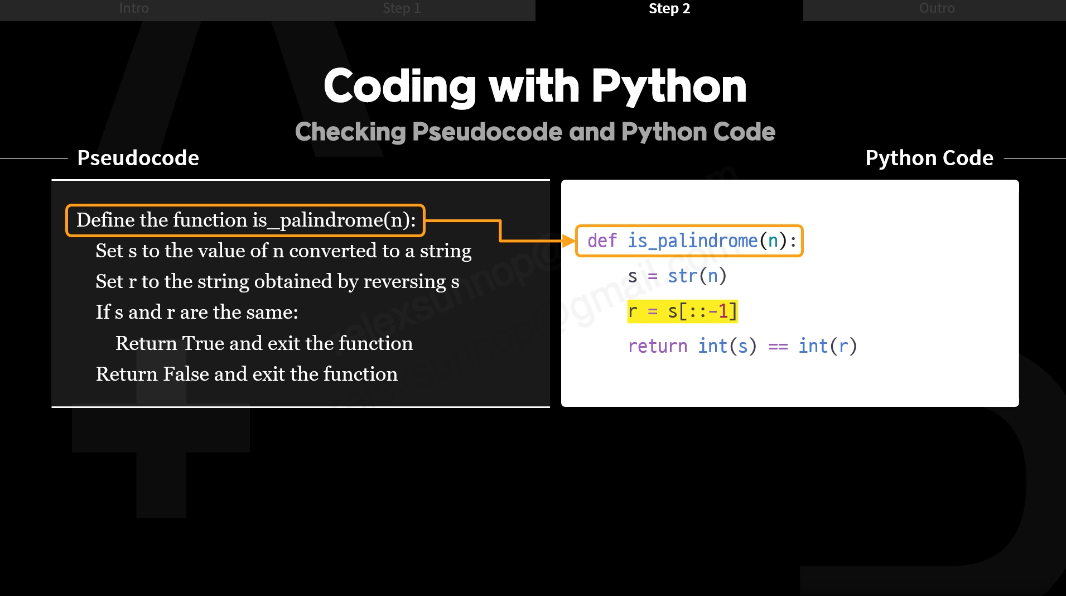 Intro
Step 1
Step 2
Outro
Coding with Python
Checking Pseudocode and Python Code
Pseudocode
Define the function is_palindrome(n):
Set s to the value of n converted to a string
Set r to the string obtained by reversing s
If s and r are the same:
Return True and exit the function
Return False and exit the function
Python Code
def is_palindrome(n):
s = str(n)
r = s[::-1]
return int(s) == int(r)